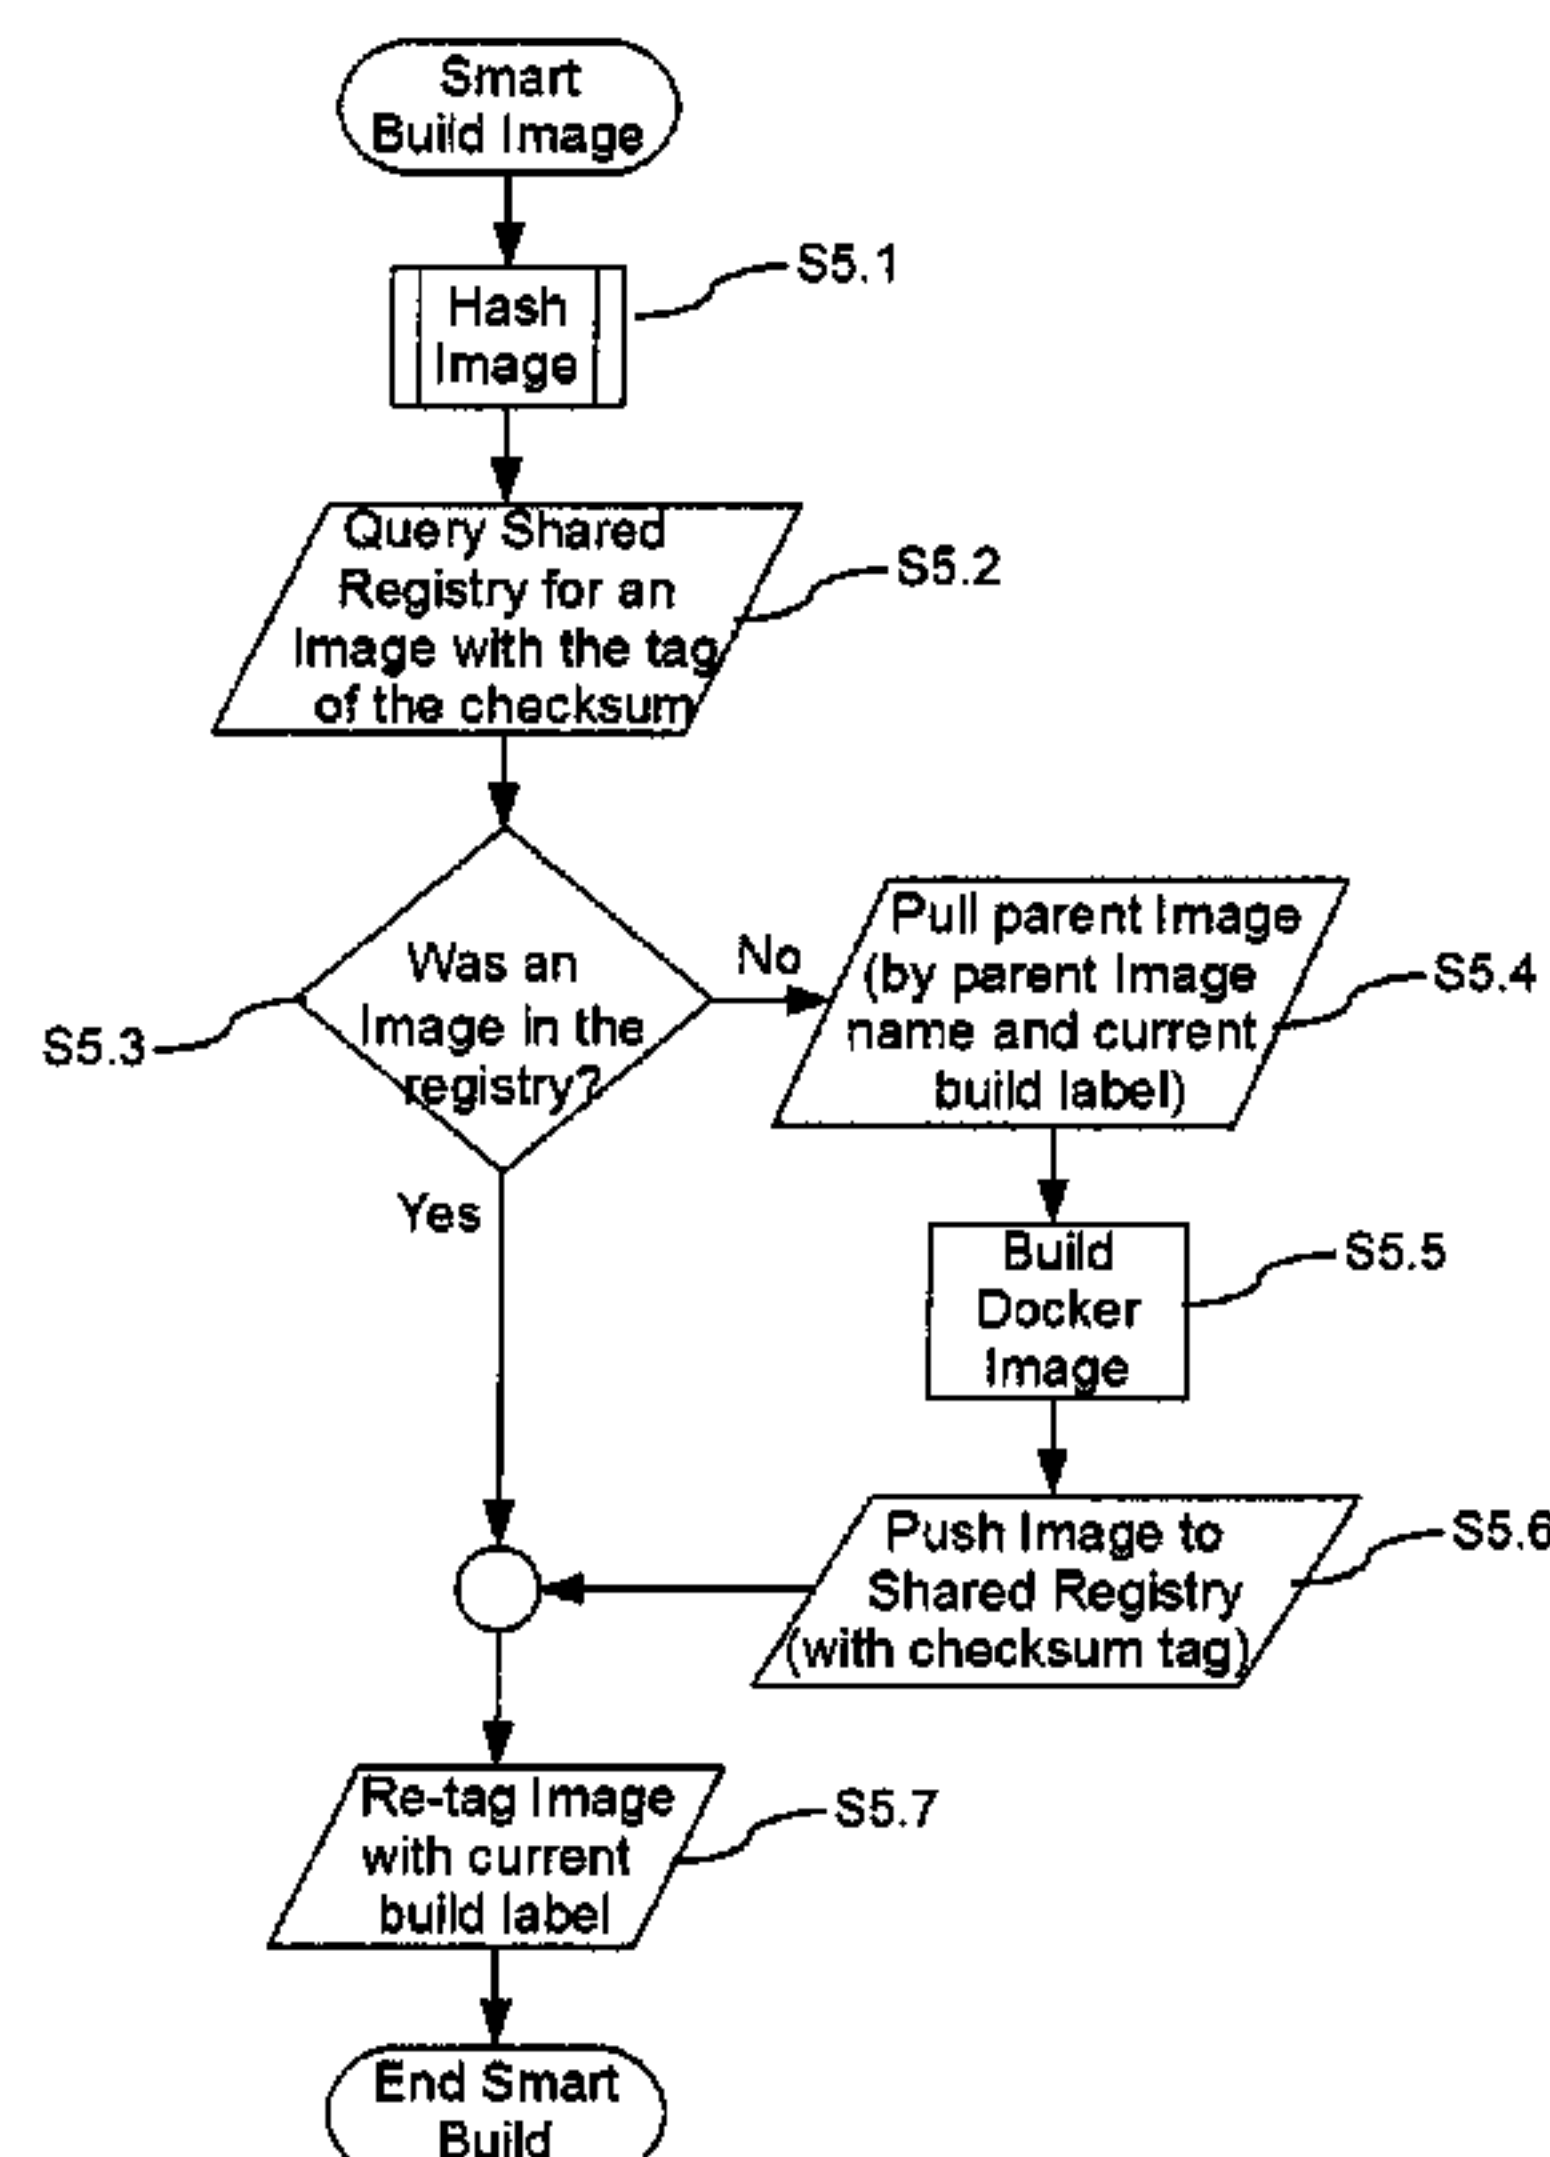 Smart
Build Image
S5.1
Hash
Image
Query Shared
Registry for an
Image with the tag
of the checksum
S5.2
Was an
Image in the
registry?
S5.3
No
Yes
Pull parent Image
(by parent Image
name and current
build label)
S5.4
Build
Docker
Image
S5.5
Push Image to
Shared Registry
(with checksum tag)
S5.6
Re-tag Image
with current
build label
S5.7
End Smart
Build